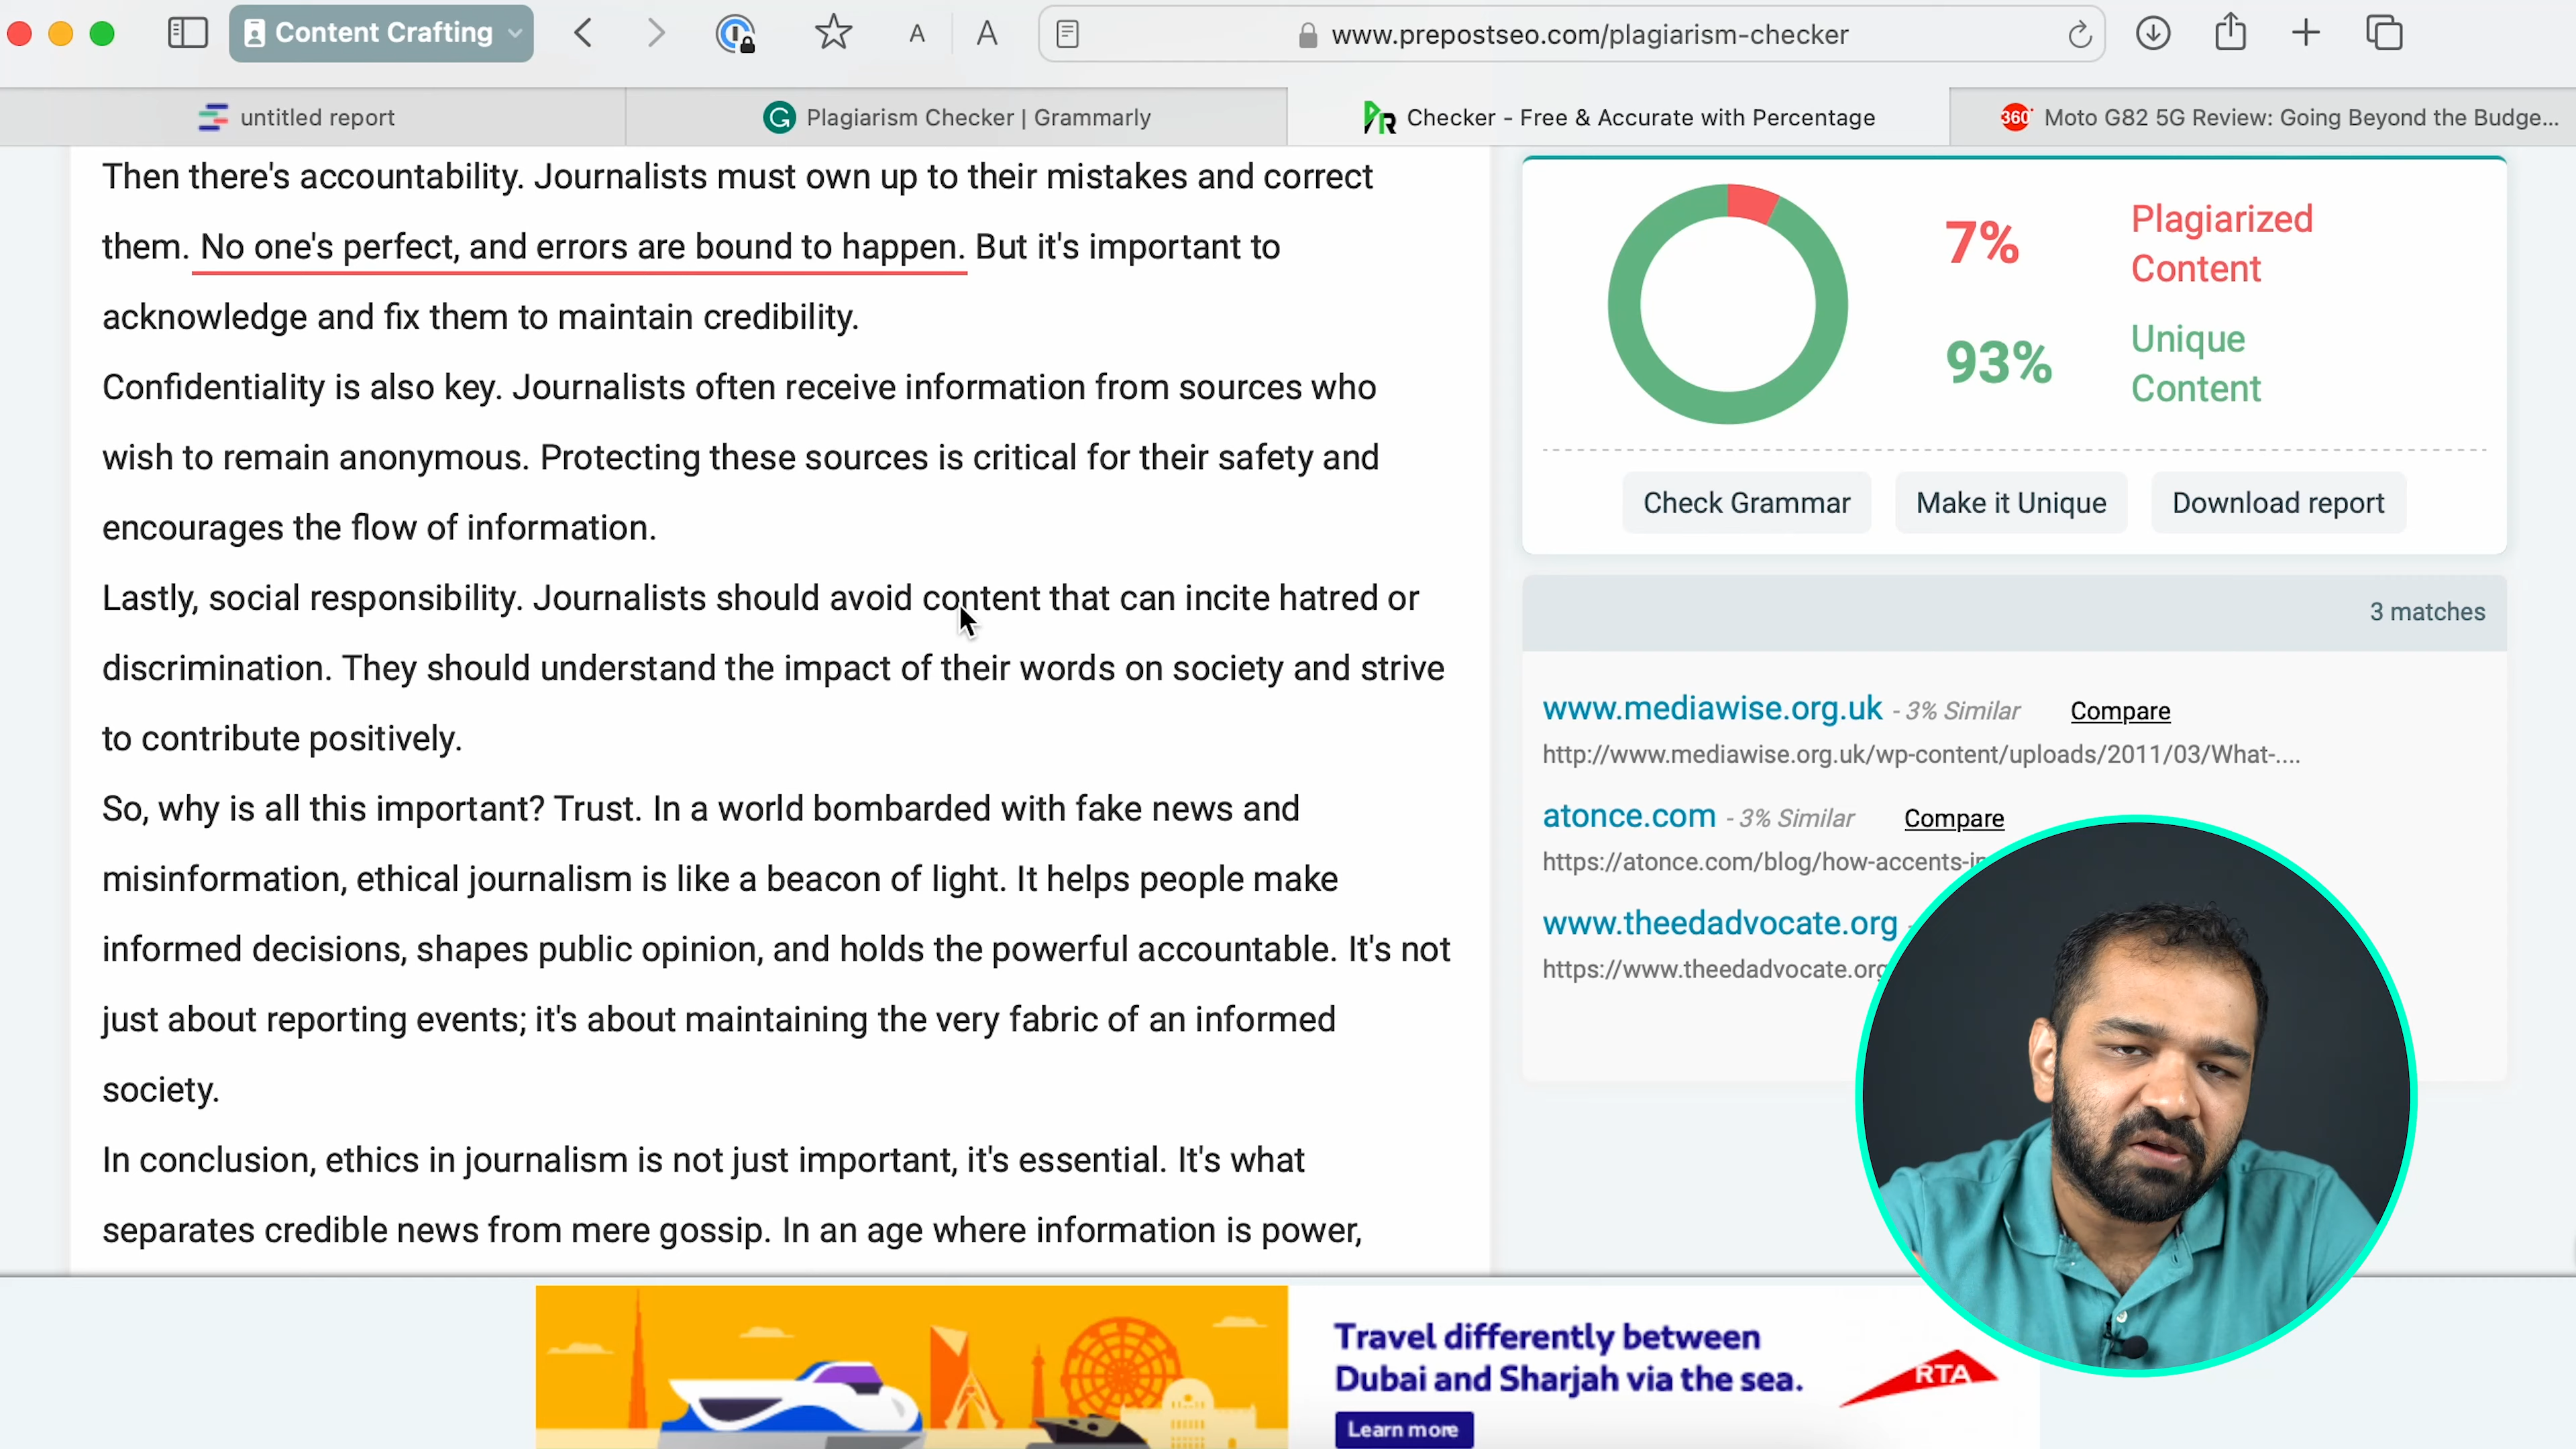 Content Crafting
A A
www.prepostseo.com/plagiarism-checker
untitled report
Plagiarism Checker | Grammarly
Checker - Free & Accurate with Percentage
360 Moto G82 5G Review: Going Beyond the Budge...
Then there's accountability. Journalists must own up to their mistakes and correct
them. No one's perfect, and errors are bound to happen. But it's important to
acknowledge and fix them to maintain credibility.
Confidentiality is also key. Journalists often receive information from sources who
wish to remain anonymous. Protecting these sources is critical for their safety and
encourages the flow of information.
Lastly, social responsibility. Journalists should avoid content that can incite hatred or
discrimination. They should understand the impact of their words on society and strive
to contribute positively.
So, why is all this important? Trust. In a world bombarded with fake news and
misinformation, ethical journalism is like a beacon of light. It helps people make
informed decisions, shapes public opinion, and holds the powerful accountable. It's not
just about reporting events; it's about maintaining the very fabric of an informed
society.
In conclusion, ethics in journalism is not just important, it's essential. It's what
separates credible news from mere gossip. In an age where information is power,
7% Plagiarized
Content
93% Unique
Content
Check Grammar
Make it Unique
Download report
3 matches
www.mediawise.org.uk - 3% Similar Compare
http://www.mediawise.org.uk/wp-content/uploads/2011/03/What-....
atonce.com - 3% Similar Compare
https://atonce.com/blog/how-accents-in
www.theedadvocate.org -
https://www.theedadvocate.org
Travel differently between
Dubai and Sharjah via the sea.
Learn more
RTA